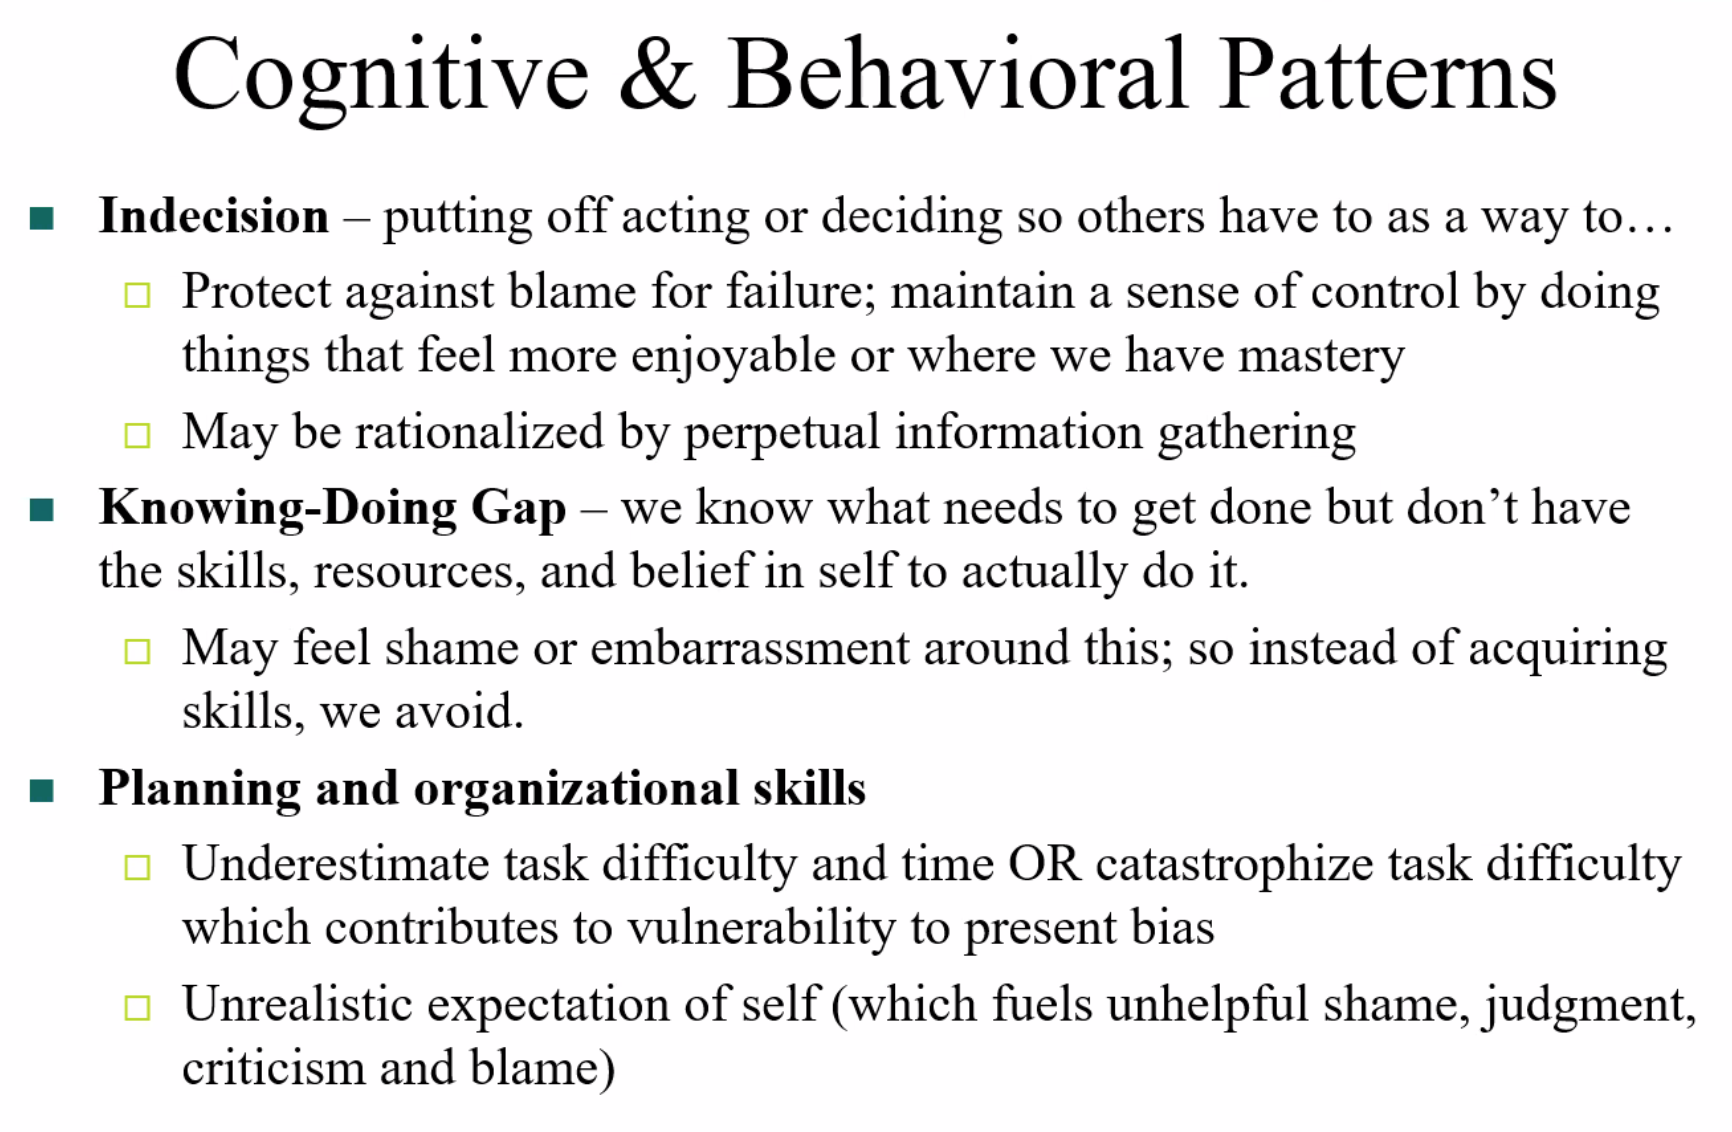 Cognitive & Behavioral Patterns
Indecision – putting off acting or deciding so others have to as a way to…
Protect against blame for failure; maintain a sense of control by doing
things that feel more enjoyable or where we have mastery
May be rationalized by perpetual information gathering
Knowing-Doing Gap – we know what needs to get done but don’t have
the skills, resources, and belief in self to actually do it.
May feel shame or embarrassment around this; so instead of acquiring
skills, we avoid.
Planning and organizational skills
Underestimate task difficulty and time OR catastrophize task difficulty
which contributes to vulnerability to present bias
Unrealistic expectation of self (which fuels unhelpful shame, judgment,
criticism and blame)